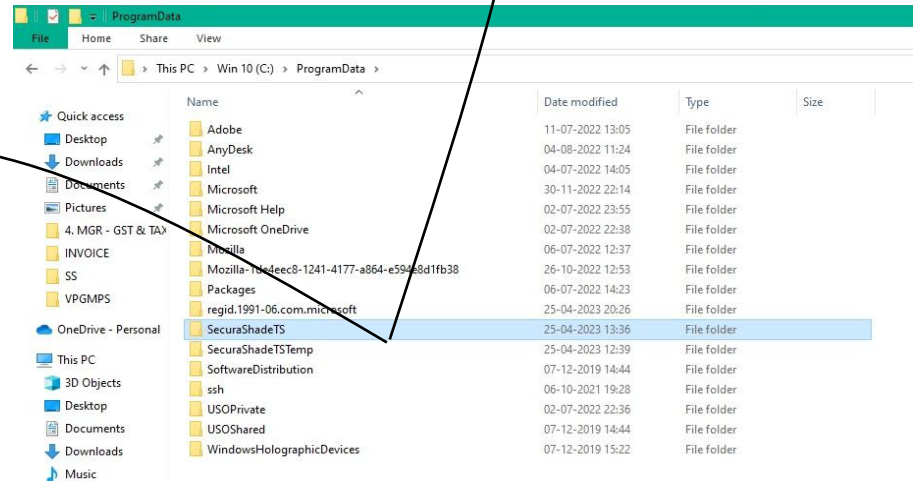 ProgramData
File Home Share View
This PC > Win 10 (C:) > ProgramData >
Name Date modified Type Size
Quick access
Desktop
Downloads
Documents
Pictures
4. MGR - GST & TAX
INVOICE
SS
VPGMPS
OneDrive - Personal
This PC
3D Objects
Desktop
Documents
Downloads
Music
Adobe 11-07-2022 13:05 File folder
AnyDesk 04-08-2022 11:24 File folder
Intel 04-07-2022 14:05 File folder
Microsoft 30-11-2022 22:14 File folder
Microsoft Help 02-07-2022 23:55 File folder
Microsoft OneDrive 02-07-2022 22:38 File folder
Mozilla 06-07-2022 12:37 File folder
Mozilla-1de4eec8-1241-4177-a864-e594e8d1fb38 26-10-2022 12:53 File folder
Packages 06-07-2022 14:23 File folder
regid.1991-06.com.microsoft 25-04-2023 20:26 File folder
SecuraShadeTS 25-04-2023 13:36 File folder
SecuraShadeTSTemp 25-04-2023 12:39 File folder
SoftwareDistribution 07-12-2019 14:44 File folder
ssh 06-10-2021 19:28 File folder
USOPrivate 02-07-2022 22:36 File folder
USOShared 07-12-2019 14:44 File folder
WindowsHolographicDevices 07-12-2019 15:22 File folder